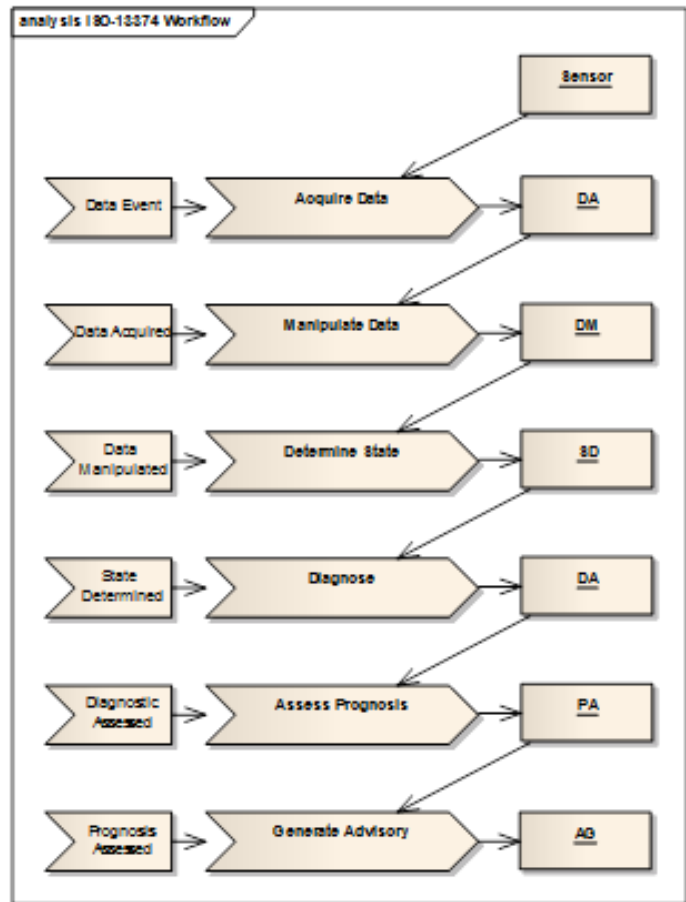 analysis ISO-13374 Workflow
Sensor
Data Event
Acquire Data
DA
Data Acquired
Manipulate Data
DM
Data
Manipulated
Determine State
SD
State
Determined
Diagnose
DA
Diagnostic
Assessed
Assess Prognosis
PA
Prognosis
Assessed
Generate Advisory
AG